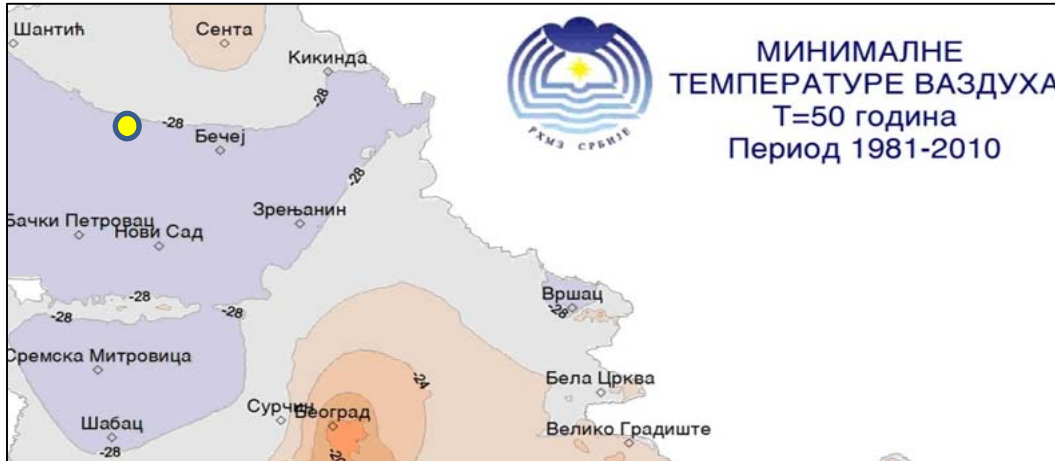 Шантић
Сента
Кикинда
-28
-28
Бечеј
-28
Зрењанин
Бачки Петровац
Нови Сад
-28
-28
-28
Вршац
-28
Сремска Митровица
-24
Бела Црква
Сурчин
Београд
Шабац
Велико Градиште
-28
-20
РХМЗ СРБИЈЕ
МИНИМАЛНЕ
ТЕМПЕРАТУРЕ ВАЗДУХА
Т=50 година
Период 1981-2010